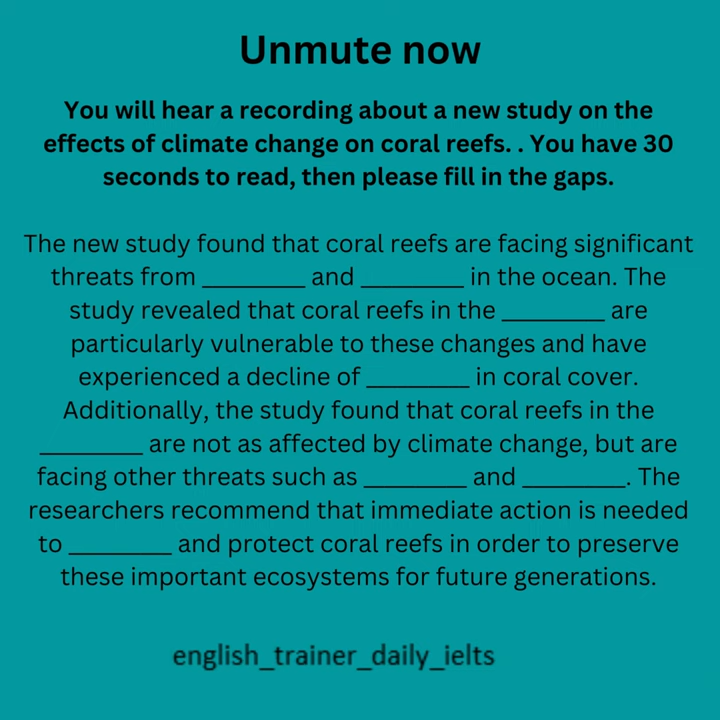 Unmute now
You will hear a recording about a new study on the
effects of climate change on coral reefs. . You have 30
seconds to read, then please fill in the gaps.
The new study found that coral reefs are facing significant
threats from ________ and ________ in the ocean. The
study revealed that coral reefs in the ________ are
particularly vulnerable to these changes and have
experienced a decline of ________ in coral cover.
Additionally, the study found that coral reefs in the
________ are not as affected by climate change, but are
facing other threats such as ________ and ________. The
researchers recommend that immediate action is needed
to ________ and protect coral reefs in order to preserve
these important ecosystems for future generations.
english_trainer_daily_ielts